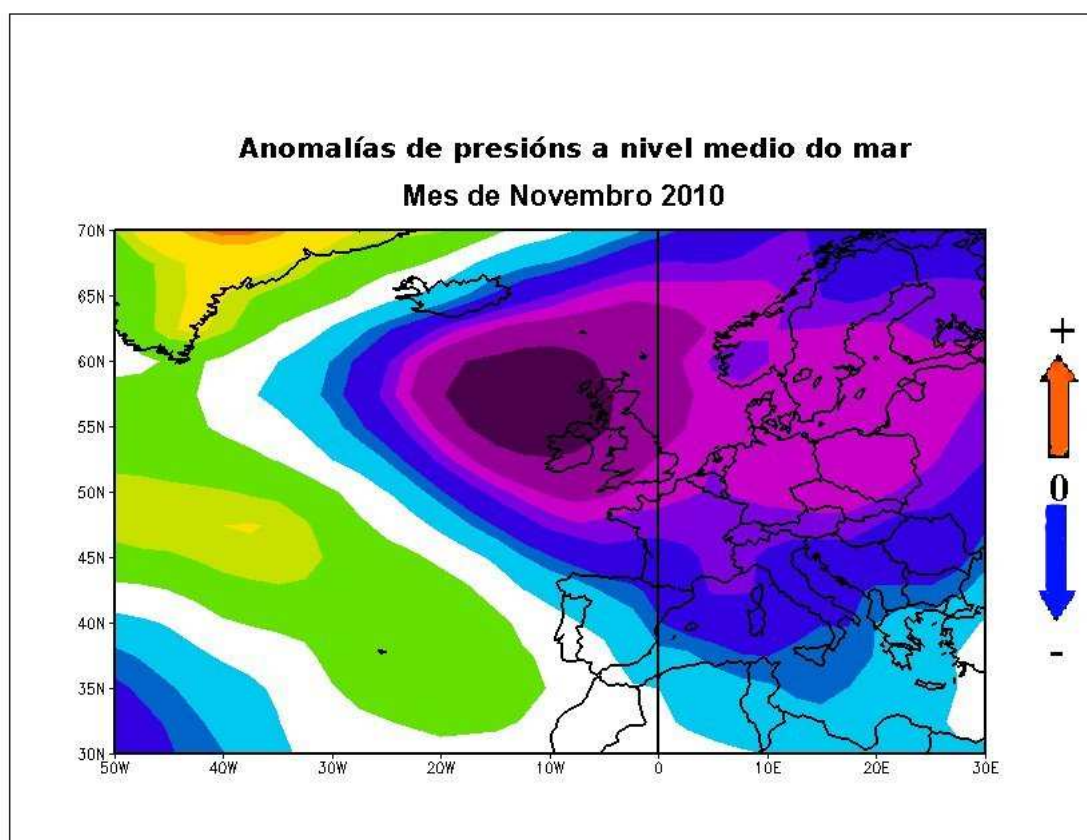 Anomalías de presións a nivel medio do mar
Mes de Novembro 2010
70N
65N
60N
55N
50N
45N
40N
35N
30N
50W 40W 30W 20W 10W 0 10E 20E 30E
+
0
-